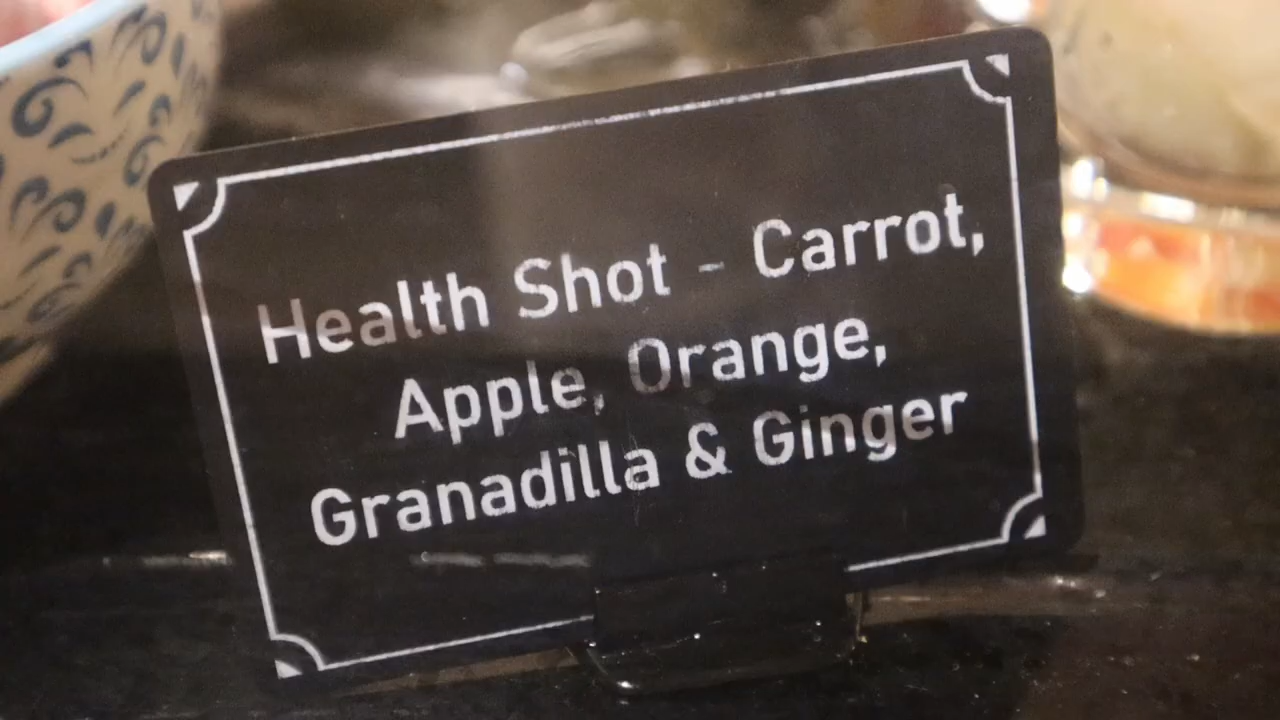 Health Shot - Carrot,
Apple, Orange,
Granadilla & Ginger